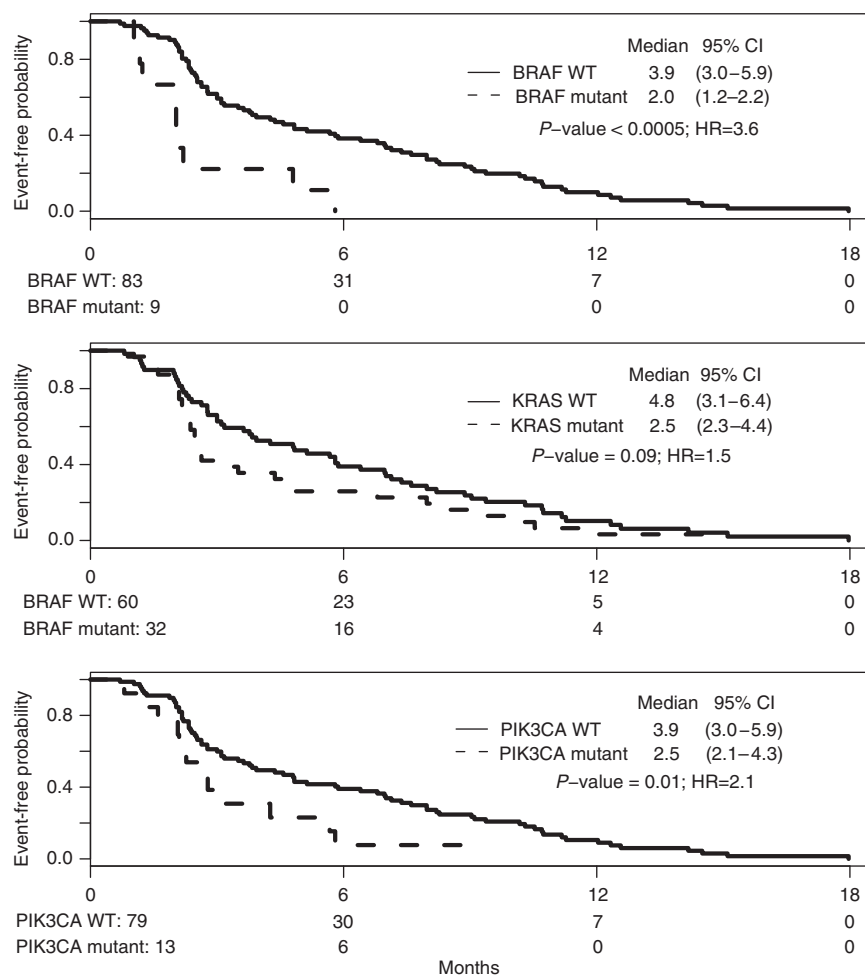 Event-free probability
0.8
0.4
0.0
Median 95% CI
BRAF WT 3.9 (3.0–5.9)
BRAF mutant 2.0 (1.2–2.2)
P–value < 0.0005; HR=3.6
0 6 12 18
BRAF WT: 83 31 7 0
BRAF mutant: 9 0 0 0
Event-free probability
0.8
0.4
0.0
Median 95% CI
KRAS WT 4.8 (3.1–6.4)
KRAS mutant 2.5 (2.3–4.4)
P–value = 0.09; HR=1.5
0 6 12 18
BRAF WT: 60 23 5 0
BRAF mutant: 32 16 4 0
Event-free probability
0.8
0.4
0.0
Median 95% CI
PIK3CA WT 3.9 (3.0–5.9)
PIK3CA mutant 2.5 (2.1–4.3)
P–value = 0.01; HR=2.1
0 6 12 18
PIK3CA WT: 79 30 7 0
PIK3CA mutant: 13 6 0 0
Months